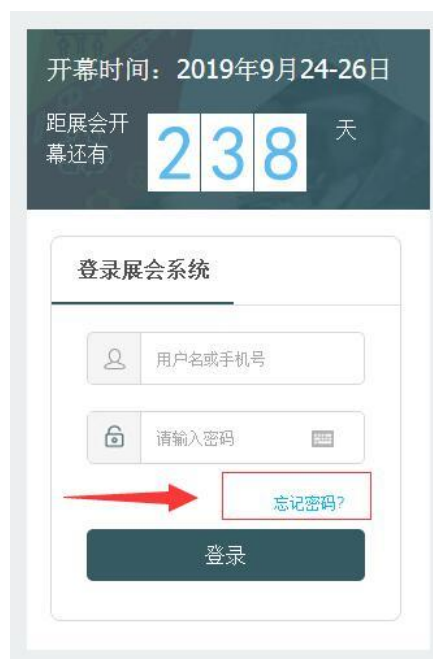 开幕时间：2019年9月24-26日
距展会开
幕还有
238
天
登录展会系统
用户名或手机号
请输入密码
忘记密码?
登录